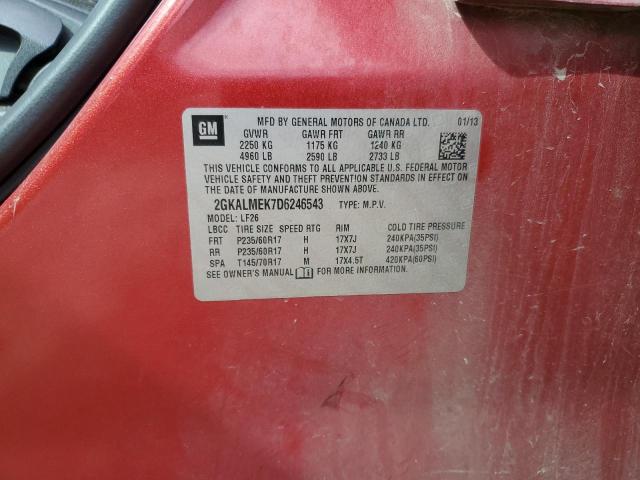 GM
MFD BY GENERAL MOTORS OF CANADA LTD. 01/13
GVWR GAWR FRT GAWR RR
2250 KG 1175 KG 1240 KG
4960 LB 2590 LB 2733 LB
THIS VEHICLE CONFORMS TO ALL APPLICABLE U.S. FEDERAL MOTOR
VEHICLE SAFETY AND THEFT PREVENTION STANDARDS IN EFFECT ON
THE DATE OF MANUFACTURE SHOWN ABOVE.
2GKALMEK7D6246543 TYPE: M.P.V.
MODEL: LF26
LBCC TIRE SIZE SPEED RTG RIM COLD TIRE PRESSURE
FRT P235/60R17 H 17X7J 240KPA(35PSI)
RR P235/60R17 H 17X7J 240KPA(35PSI)
SPA T145/70R17 M 17X4.5T 420KPA(60PSI)
SEE OWNER'S MANUAL FOR MORE INFORMATION.